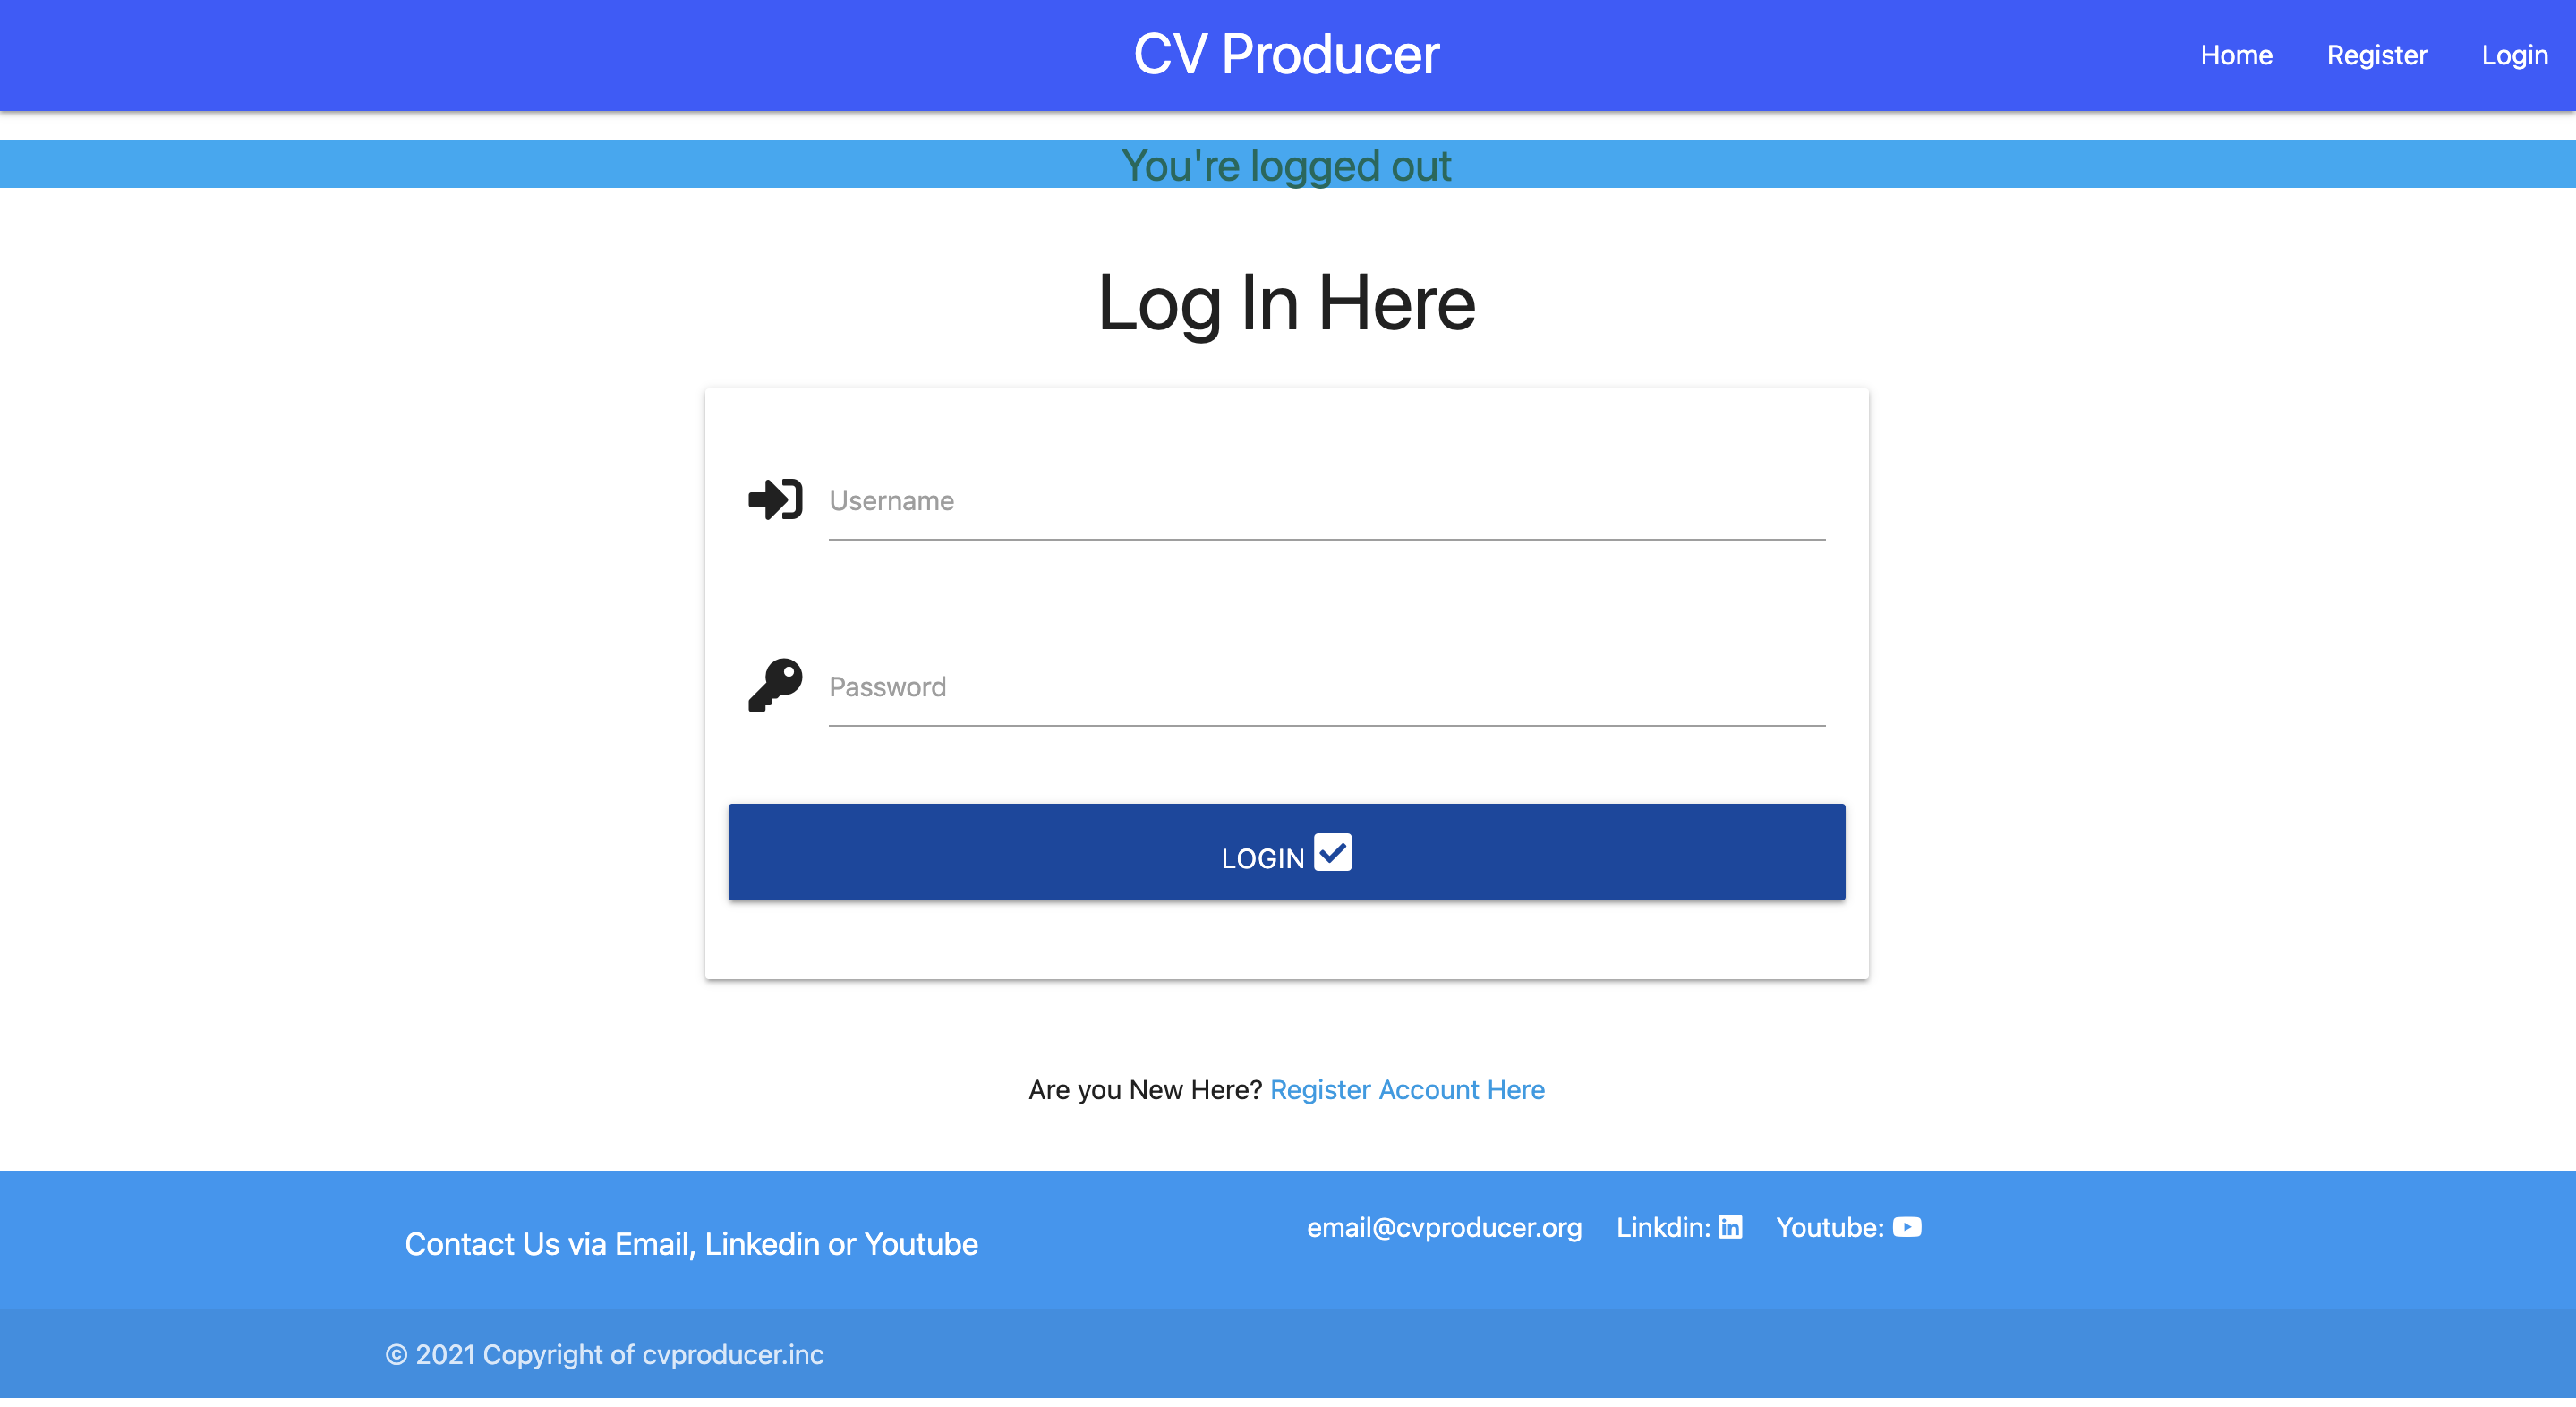 CV Producer
Home Register Login
You're logged out
Log In Here
Username
Password
LOGIN
Are you New Here? Register Account Here
Contact Us via Email, Linkedin or Youtube
email@cvproducer.org Linkdin: Youtube:
© 2021 Copyright of cvproducer.inc